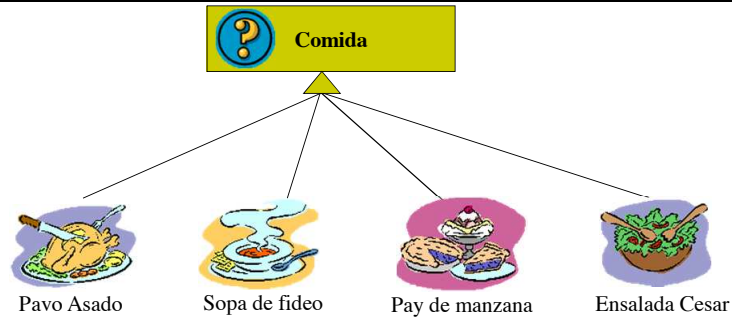 ?
Comida
Pavo Asado
Sopa de fideo
Pay de manzana
Ensalada Cesar